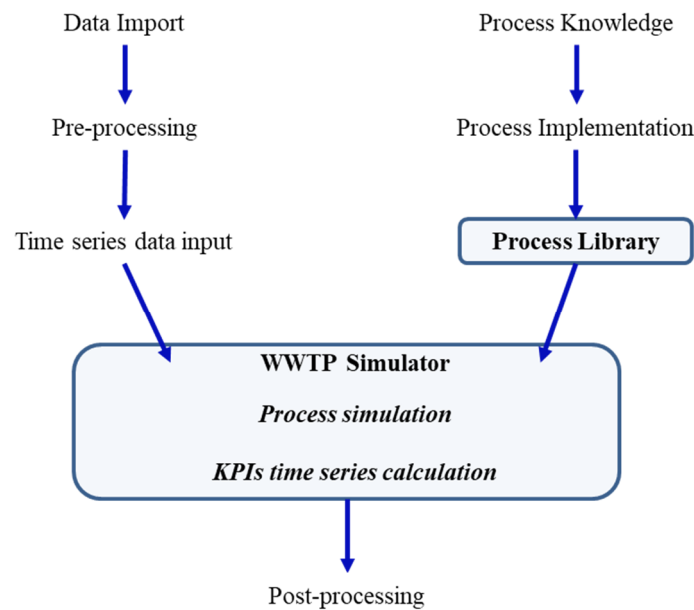 Data Import
Process Knowledge
Pre-processing
Process Implementation
Time series data input
Process Library
WWTP Simulator
Process simulation
KPIs time series calculation
Post-processing